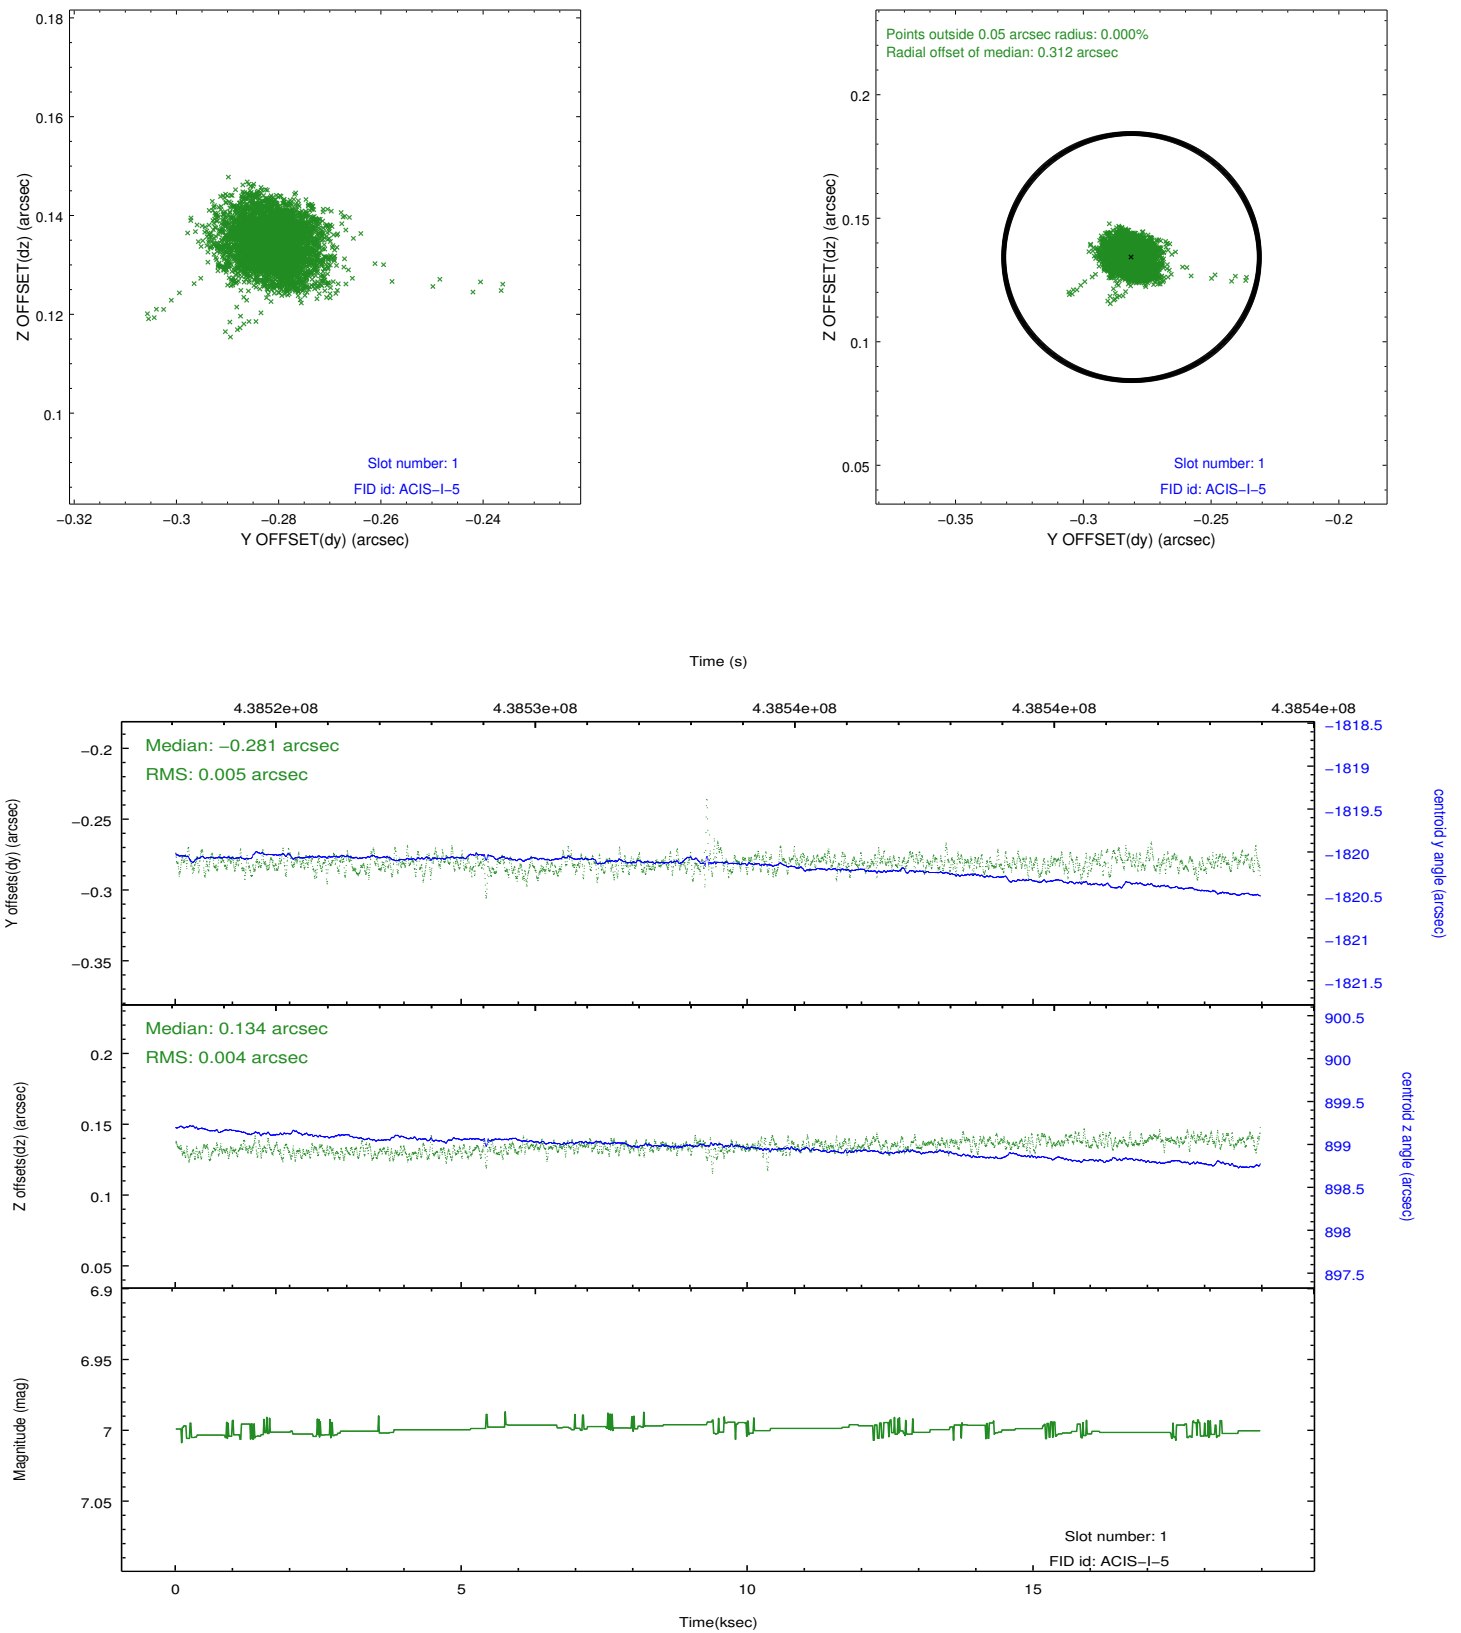 0.18
0.16
0.14
0.12
0.1
Z OFFSET(dz) (arcsec)
Slot number: 1
FID id: ACIS−I−5
−0.32
−0.3
−0.28
−0.26
−0.24
Y OFFSET(dy) (arcsec)
Points outside 0.05 arcsec radius: 0.000%
Radial offset of median: 0.312 arcsec
0.2
0.15
0.1
0.05
Z OFFSET(dz) (arcsec)
Slot number: 1
FID id: ACIS−I−5
−0.35
−0.3
−0.25
−0.2
Y OFFSET(dy) (arcsec)
Time (s)
4.3852e+08
4.3853e+08
4.3854e+08
4.3854e+08
4.3854e+08
Median: −0.281 arcsec
RMS: 0.005 arcsec
−0.2
−0.25
−0.3
−0.35
Y offsets(dy) (arcsec)
−1818.5
−1819
−1819.5
−1820
−1820.5
−1821
−1821.5
centroid y angle (arcsec)
Median: 0.134 arcsec
RMS: 0.004 arcsec
0.2
0.15
0.1
0.05
Z offsets(dz) (arcsec)
900.5
900
899.5
899
898.5
898
897.5
centroid z angle (arcsec)
6.9
6.95
7
7.05
Magnitude (mag)
Slot number: 1
FID id: ACIS−I−5
0
5
10
15
Time(ksec)